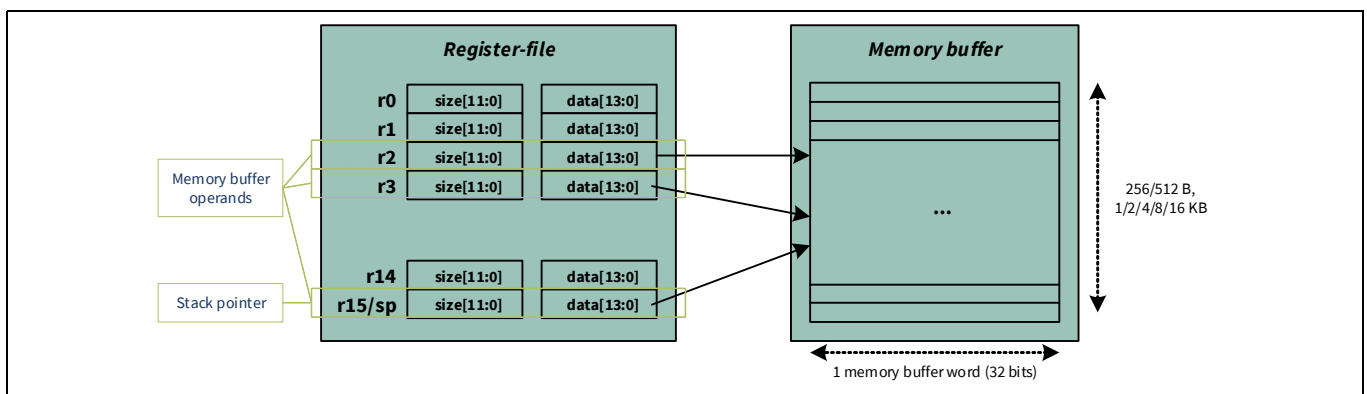 Register-file
Memory buffer
r0 size[11:0] data[13:0]
r1 size[11:0] data[13:0]
r2 size[11:0] data[13:0]
r3 size[11:0] data[13:0]
Memory buffer
operands
...
256/512 B,
1/2/4/8/16 KB
r14 size[11:0] data[13:0]
Stack pointer
r15/sp size[11:0] data[13:0]
1 memory buffer word (32 bits)